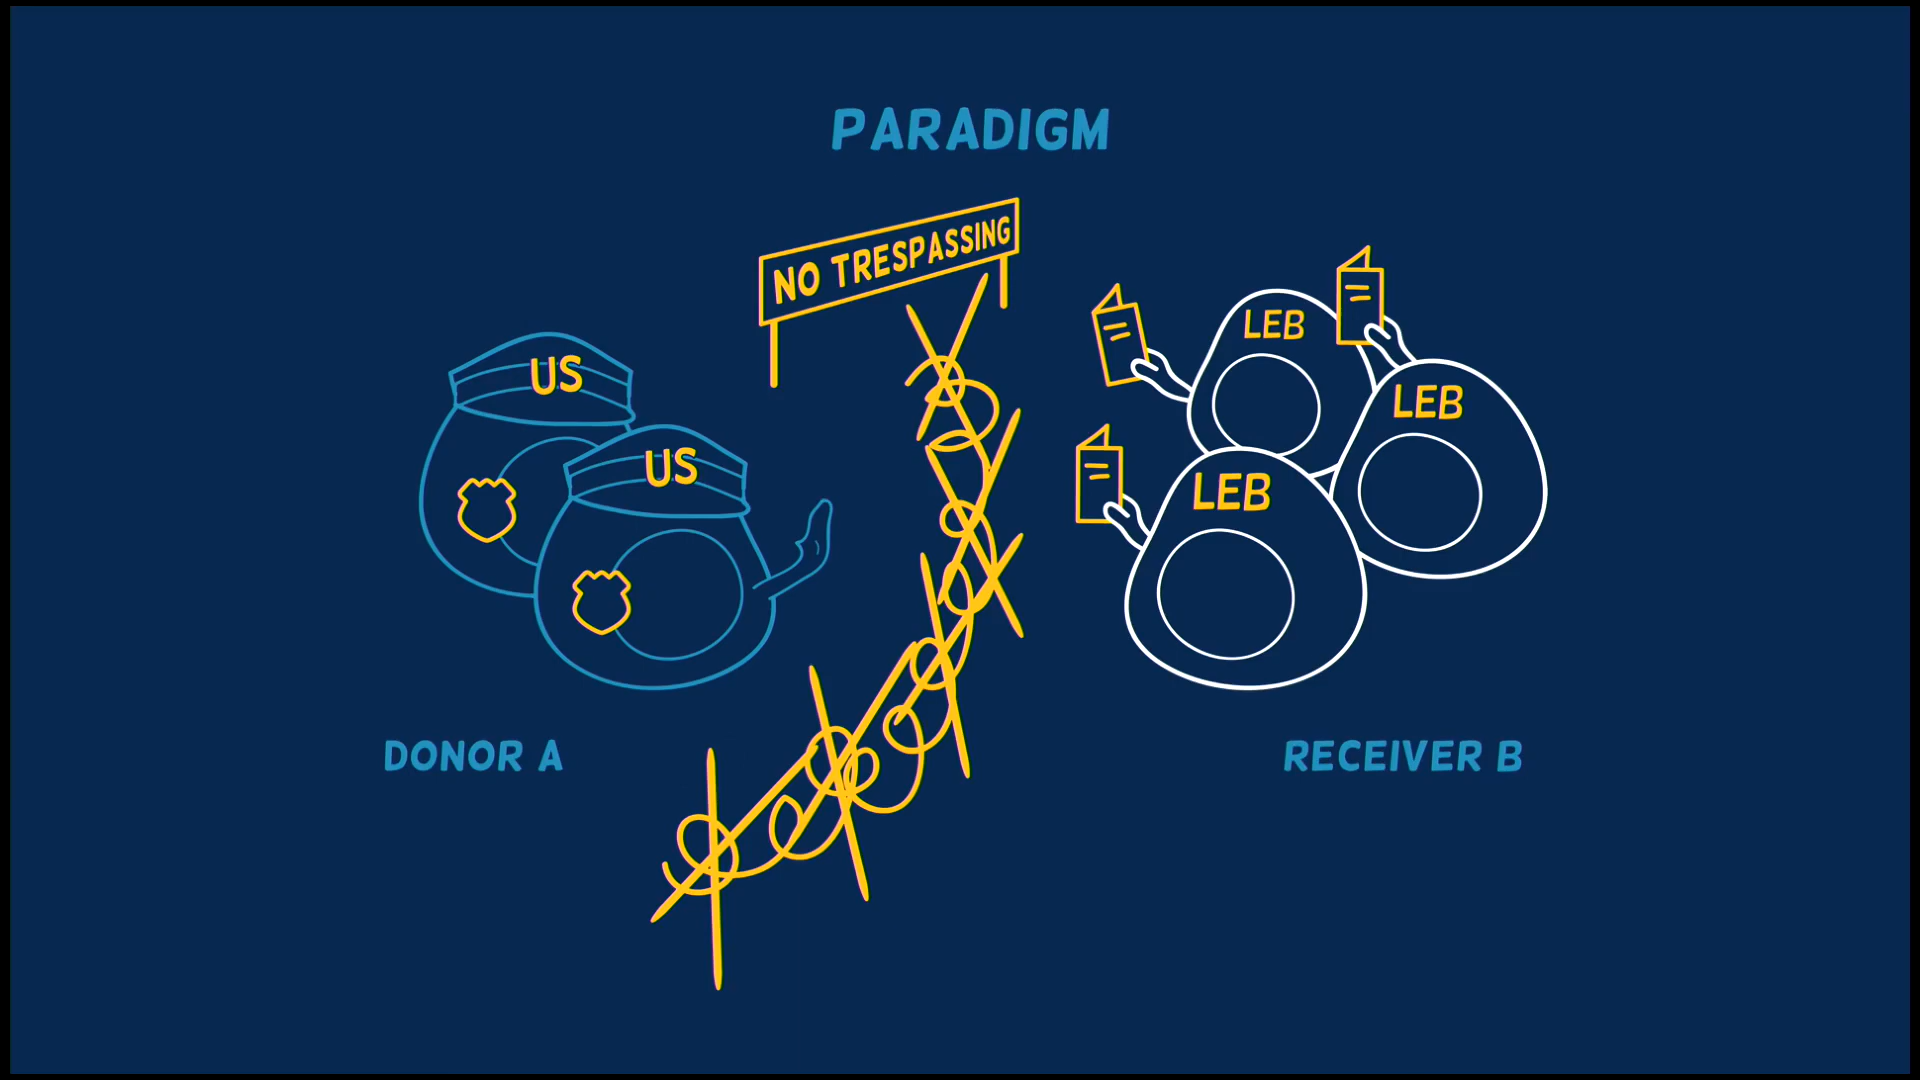 PARADIGM
NO TRESPASSING
US
US
LEB
LEB
LEB
DONOR A
RECEIVER B